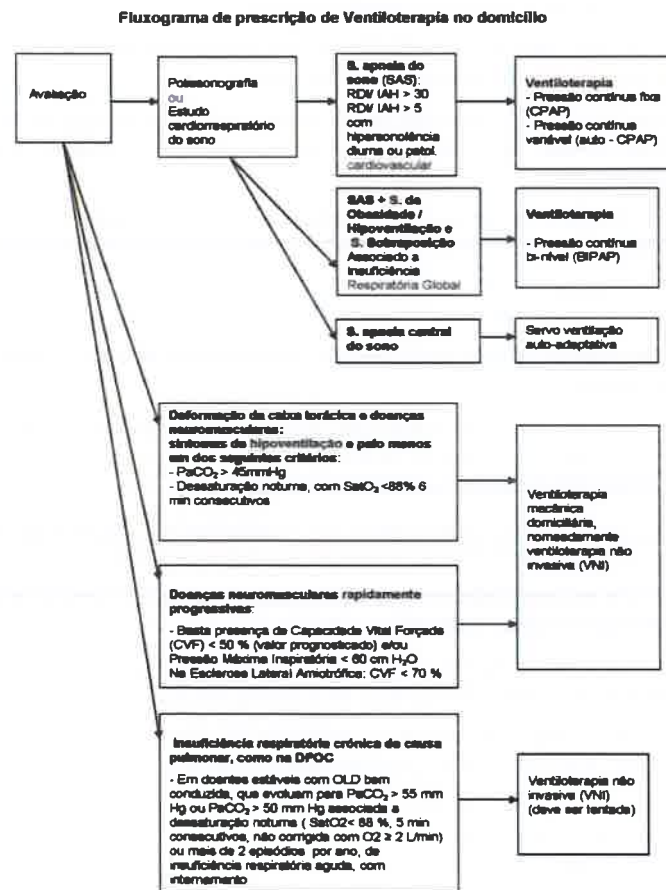 Fluxograma de prescrição de Ventiloterapia no domicílio
Avaliação
Polissonografia
ou
Estudo
cardiorrespiratório
do sono
S. apneia do
sono (SAS):
RDI/ IAH > 30
RDI/ IAH > 5
com
hipersonolência
diurna ou patol.
cardiovascular
Ventiloterapia
- Pressão contínua fixa
(CPAP)
- Pressão contínua
variável (auto - CPAP)
SAS + S. da
Obesidade /
Hipoventilação e
S. Sobreposição
Associado a
Insuficiência
Respiratória Global
Ventiloterapia
- Pressão contínua
bi-nível (BIPAP)
S. apneia central
do sono
Servo ventilação
auto-adaptativa
Deformação da caixa torácica e doenças
neuromusculares:
sintomas de hipoventilação e pelo menos
um dos seguintes critérios:
- PaCO₂ > 45mmHg
- Dessaturação noturna, com SatO₂ <88% 5
min consecutivos
Ventiloterapia
mecânica
domiciliária,
nomeadamente
ventiloterapia não
invasiva (VNI)
Doenças neuromusculares rapidamente
progressivas:
- Basta presença de Capacidade Vital Forçada
(CVF) < 50 % (valor prognosticado) e/ou
Pressão Máxima Inspiratória < 60 cm H₂O
Na Esclerose Lateral Amiotrófica: CVF < 70 %
Insuficiência respiratória crónica de causa
pulmonar, como na DPOC
- Em doentes estáveis com OLD bem
conduzida, que evoluam para PaCO₂ > 55 mm
Hg ou PaCO₂ > 50 mm Hg associada a
dessaturação noturna ( SatO2< 88 %, 5 min
consecutivos, não corrigida com O2 ≥ 2 L/min)
ou mais de 2 episódios por ano, de
insuficiência respiratória aguda, com
internamento
Ventiloterapia não
invasiva (VNI)
(deve ser tentada)